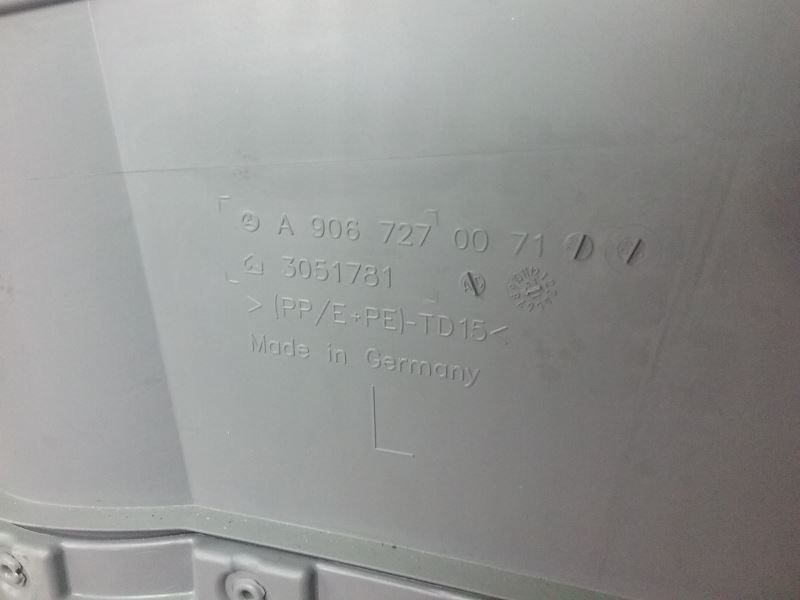 A 906 727 00 71
3051781
>(PP/E+PE)-TD15<
Made in Germany
L